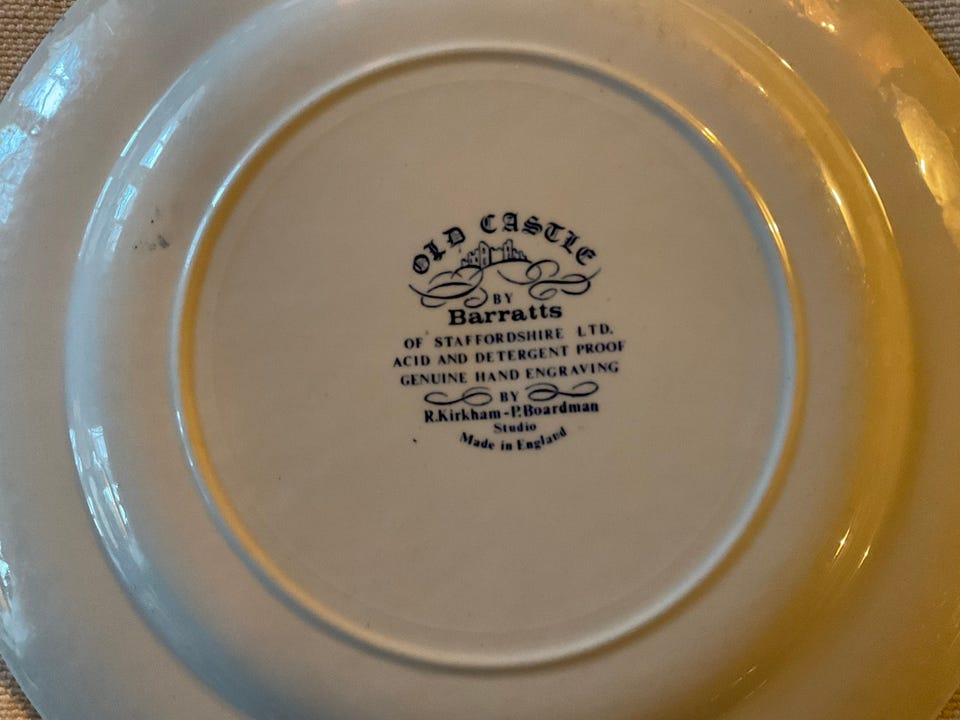 OLD CASTLE
BY
Barratts
OF STAFFORDSHIRE LTD.
ACID AND DETERGENT PROOF
GENUINE HAND ENGRAVING
BY
R.Kirkham-P.Boardman
Studio
Made in England